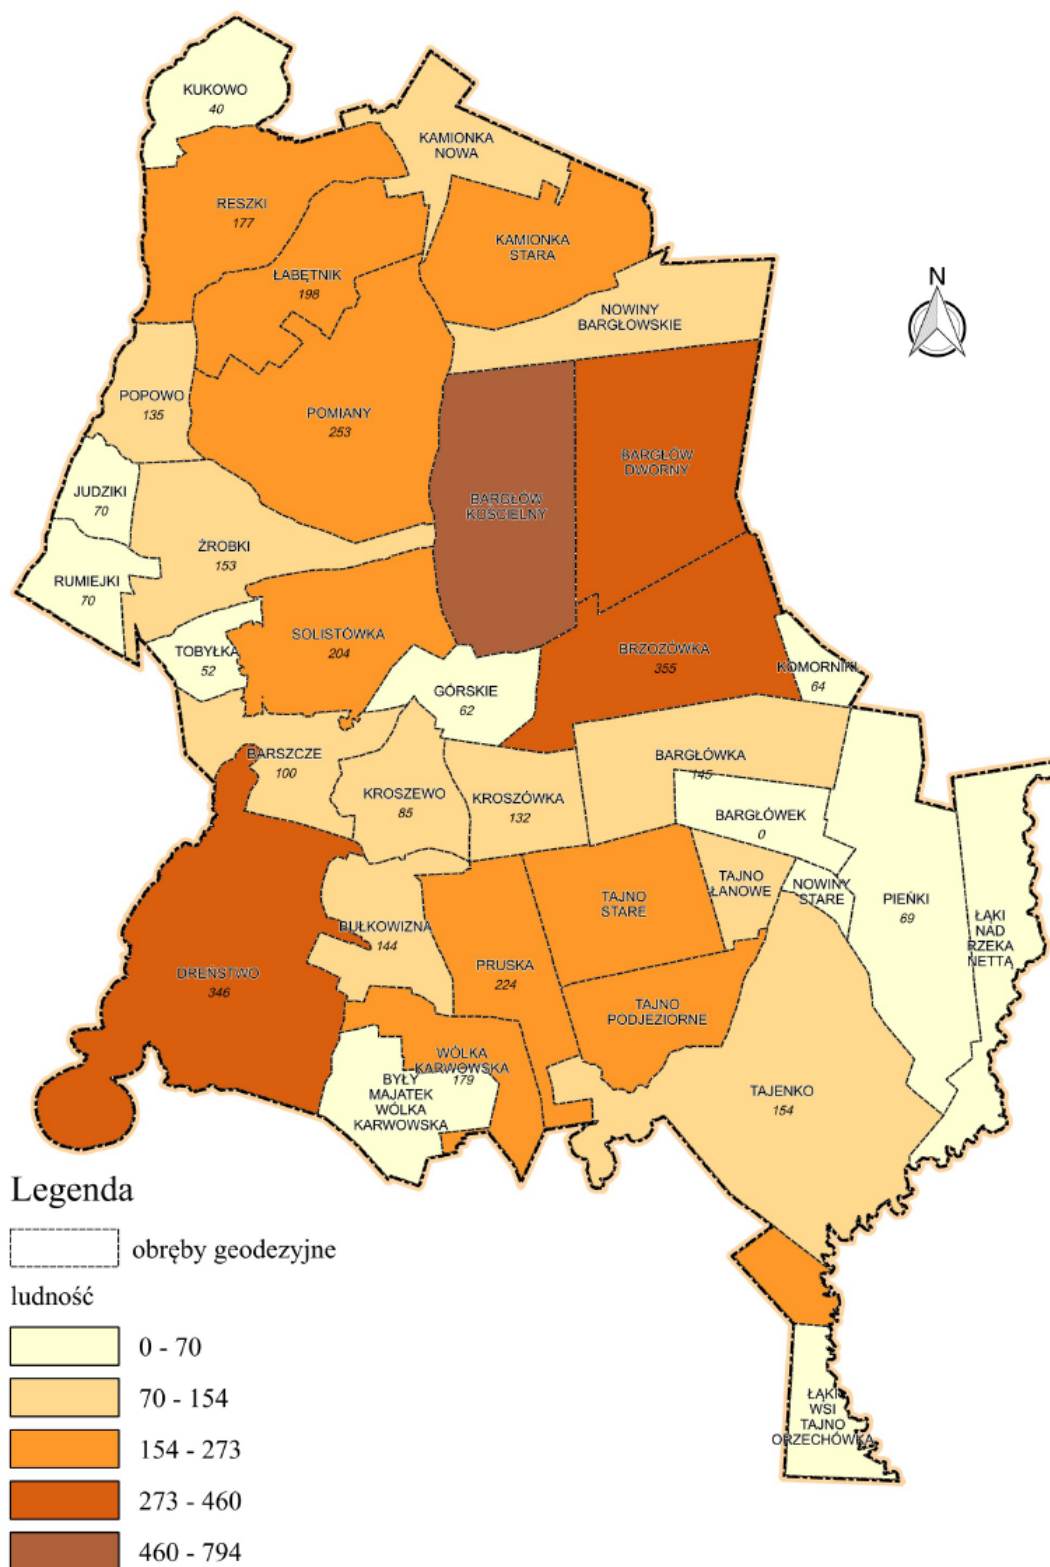 KUKOWO
40
KAMIONKA
NOWA
RESZKI
177
KAMIONKA
STARA
ŁABĘTNIK
198
N
NOWINY
BARGŁOWSKIE
POPOWO
135
POMIANY
253
BARGŁÓW
DWORNY
BARGŁÓW
KOŚCIELNY
JUDZIKI
70
ŻROBKI
153
RUMIEJKI
70
SOLISTÓWKA
204
TOBYŁKA
52
BRZOZÓWKA
355
KOMORNIKI
64
GÓRSKIE
62
BARSZCZE
100
BARGŁÓWKA
145
KROSZEWO
85
KROSZÓWKA
132
BARGŁÓWEK
0
TAJNO
ŁANOWE
NOWINY
STARE
TAJNO
STARE
PIEŃKI
69
ŁĄKI
NAD
RZEKA
NETTĄ
BUŁKOWIZNA
144
DREŃSTWO
346
PRUSKA
224
TAJNO
PODJEZIORNE
WÓLKA
KARWOWSKA
179
BYŁY
MAJATEK
WÓLKA
KARWOWSKA
TAJENKO
154
ŁĄKI
WSI
TAJNO
ORZECHÓWKA
Legenda
obręby geodezyjne
ludność
0 - 70
70 - 154
154 - 273
273 - 460
460 - 794